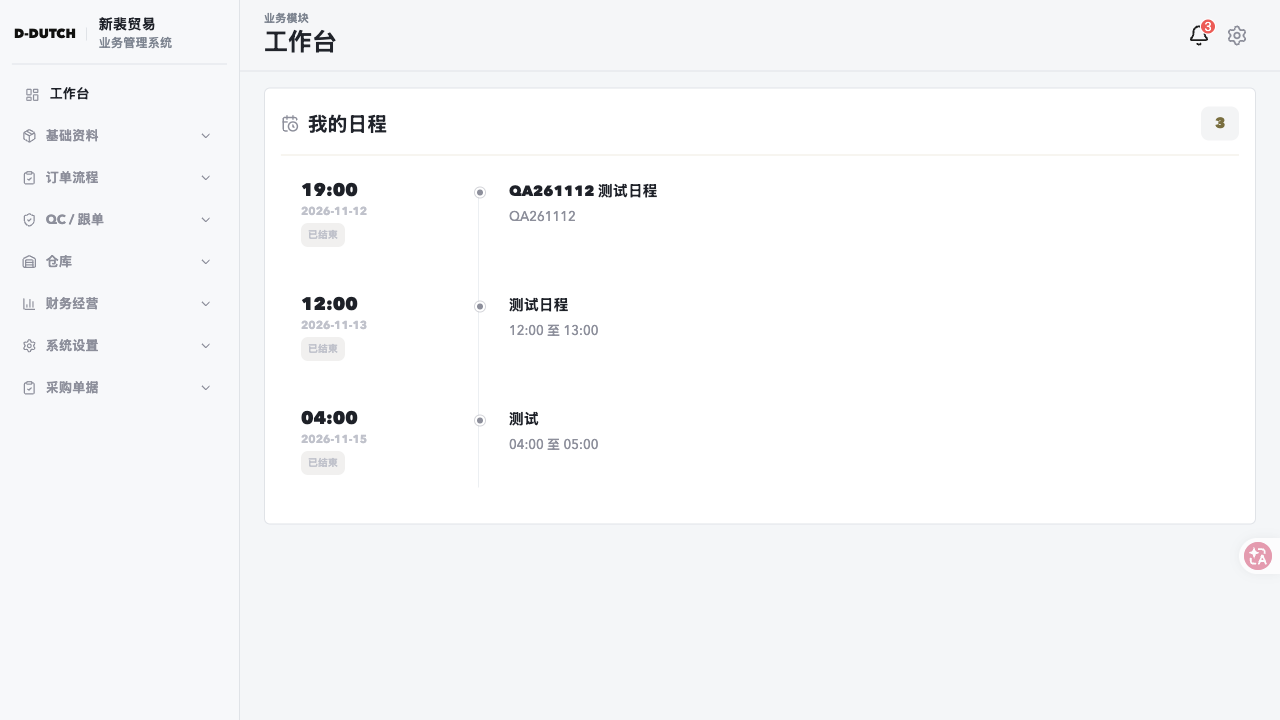 D-DUTCH
新裴贸易
业务管理系统
工作台
基础资料
订单流程
QC / 跟单
仓库
财务经营
系统设置
采购单据
业务模块
工作台
3
我的日程
3
19:00
2026-11-12
已结束
QA261112 测试日程
QA261112
12:00
2026-11-13
已结束
测试日程
12:00 至 13:00
04:00
2026-11-15
已结束
测试
04:00 至 05:00